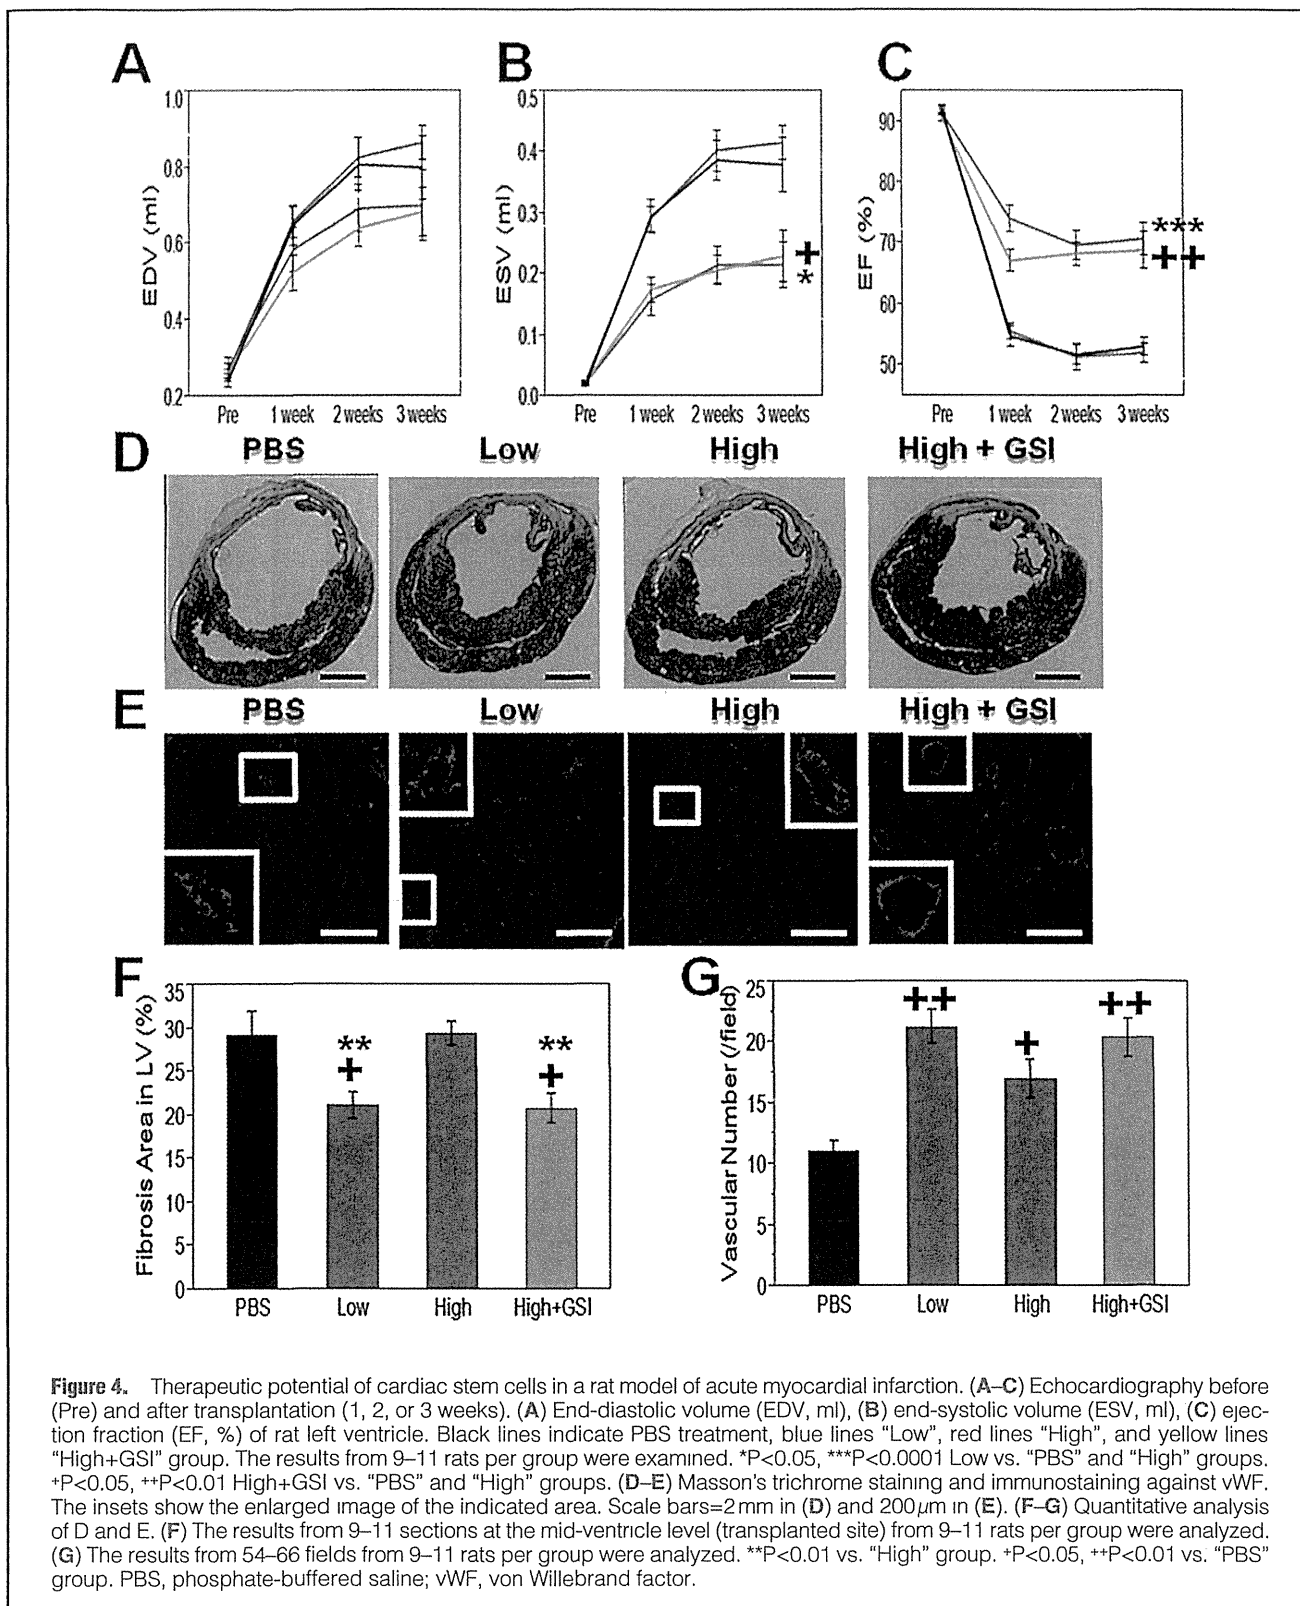 A
B
C
EDV (ml)
1.0
0.8
0.6
0.4
0.2
Pre 1 week 2 weeks 3 weeks
ESV (ml)
0.5
0.4
0.3
0.2
0.1
0.0
Pre 1 week 2 weeks 3 weeks
+
*
EF (%)
90
80
70
60
50
Pre 1 week 2 weeks 3 weeks
***
++
D
PBS Low High High + GSI
E
PBS Low High High + GSI
F
Fibrosis Area in LV (%)
35
30
25
20
15
10
5
0
**
+
**
+
PBS Low High High+GSI
G
Vascular Number (/field)
25
20
15
10
5
0
++
+
++
PBS Low High High+GSI
Figure 4. Therapeutic potential of cardiac stem cells in a rat model of acute myocardial infarction. (A–C) Echocardiography before
(Pre) and after transplantation (1, 2, or 3 weeks). (A) End-diastolic volume (EDV, ml), (B) end-systolic volume (ESV, ml), (C) ejec-
tion fraction (EF, %) of rat left ventricle. Black lines indicate PBS treatment, blue lines "Low", red lines "High", and yellow lines
"High+GSI" group. The results from 9–11 rats per group were examined. *P<0.05, ***P<0.0001 Low vs. "PBS" and "High" groups.
+P<0.05, ++P<0.01 High+GSI vs. "PBS" and "High" groups. (D–E) Masson's trichrome staining and immunostaining against vWF.
The insets show the enlarged image of the indicated area. Scale bars=2 mm in (D) and 200 μm in (E). (F–G) Quantitative analysis
of D and E. (F) The results from 9–11 sections at the mid-ventricle level (transplanted site) from 9–11 rats per group were analyzed.
(G) The results from 54–66 fields from 9–11 rats per group were analyzed. **P<0.01 vs. "High" group. +P<0.05, ++P<0.01 vs. "PBS"
group. PBS, phosphate-buffered saline; vWF, von Willebrand factor.